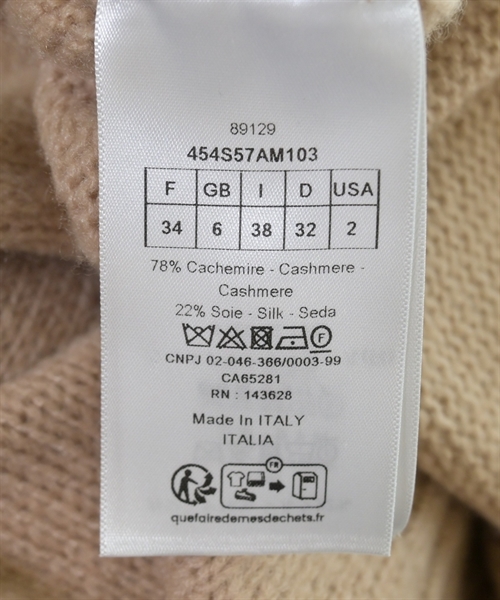 89129
454S57AM103
F GB I D USA
34 6 38 32 2
78% Cachemire - Cashmere -
Cashmere
22% Soie - Silk - Seda
F
CNPJ 02-046-366/0003-99
CA65281
RN : 143628
Made In ITALY
ITALIA
FR
quefairedemesdechets.fr